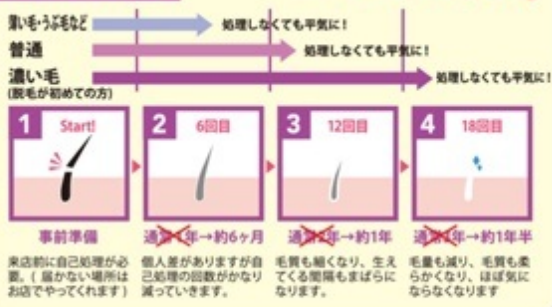 薄い毛・うぶ毛など
処理しなくても平気に!
普通
処理しなくても平気に!
濃い毛
処理しなくても平気に!
(脱毛が初めての方)
1 Start!
2 6回目
3 12回目
4 18回目
事前準備
通常1年→約6ヶ月
通常2年→約1年
通常3年→約1年半
来店前に自己処理が必
要。(届かない場所は
お店でやってくれます)
個人差がありますが自
己処理の回数がかなり
減っていきます。
毛質も細くなり、生え
てくる間隔もまばらに
なります。
毛量も減り、毛質も柔
らかくなり、ほぼ気に
ならなくなります